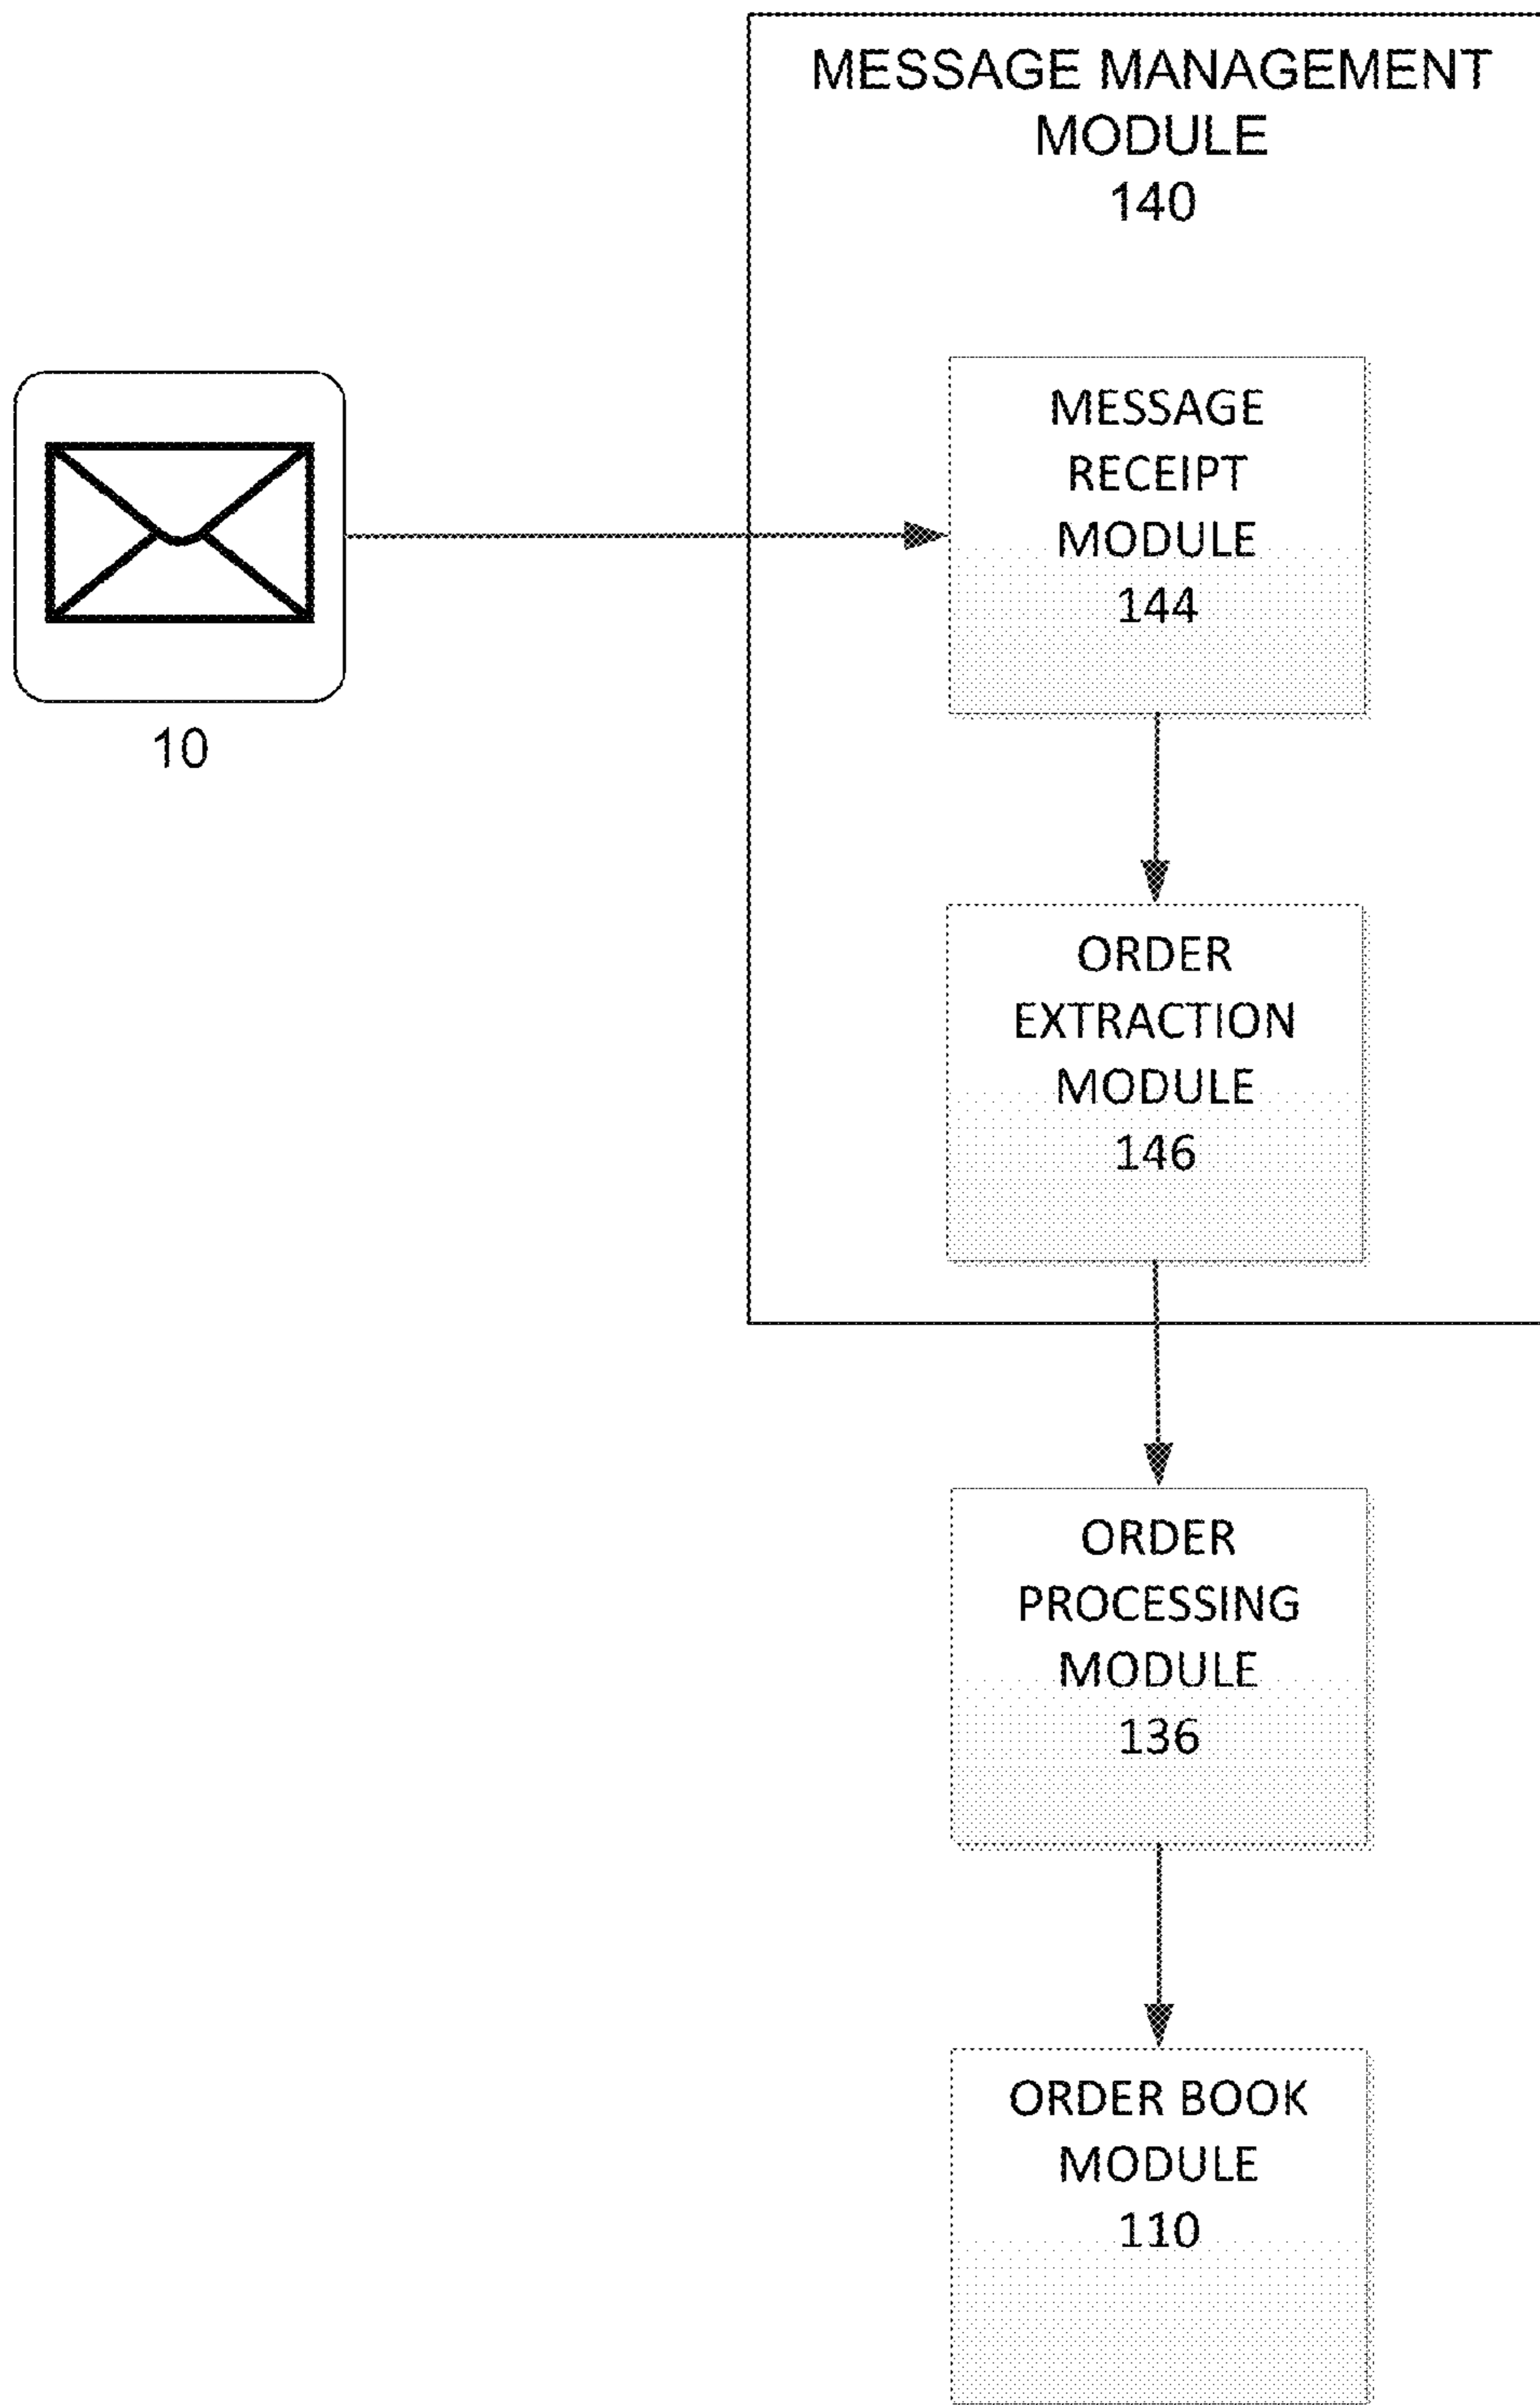 MESSAGE MANAGEMENT
MODULE
140
10
MESSAGE
RECEIPT
MODULE
144
ORDER
EXTRACTION
MODULE
146
ORDER
PROCESSING
MODULE
136
ORDER BOOK
MODULE
110